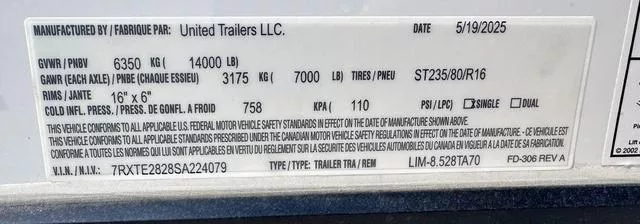 MANUFACTURED BY / FABRIQUE PAR: United Trailers LLC. DATE 5/19/2025
GVWR / PNBV 6350 KG ( 14000 LB)
GAWR (EACH AXLE) / PNBE (CHAQUE ESSIEU) 3175 KG ( 7000 LB) TIRES / PNEU ST235/80/R16
RIMS / JANTE 16" x 6"
COLD INFL. PRESS. / PRESS DE GONFL. A FROID 758 KPA ( 110 PSI / LPC) ☒SINGLE ☐ DUAL
THIS VEHICLE CONFORMS TO ALL APPLICABLE U.S. FEDERAL MOTOR VEHICLE SAFETY STANDARDS IN EFFECT ON THE DATE OF MANUFACTURE SHOWN ABOVE.
THIS VEHICLE CONFORMS TO ALL APPLICABLE STANDARDS PRESCRIBED UNDER THE CANADIAN MOTOR VEHICLE SAFETY REGULATIONS IN EFFECT ON THE DATE OF MANUFACTURE / CE VEHICULE EST CONFORME A TOUTES LES NORMES QUI LUI SONT APPLICABLES EN VERTU DU REGLEMENT SUR LA SECURITE DES VEHICULES AUTOMOBILES DU CANADA EN VIGUEUR A LA DATE DE SA FABRICATION
V.I.N. / N.I.V.: 7RXTE2828SA224079 TYPE / TYPE: TRAILER TRA / REM LIM-8.528TA70 FD-306 REV A
Lift
© 2002